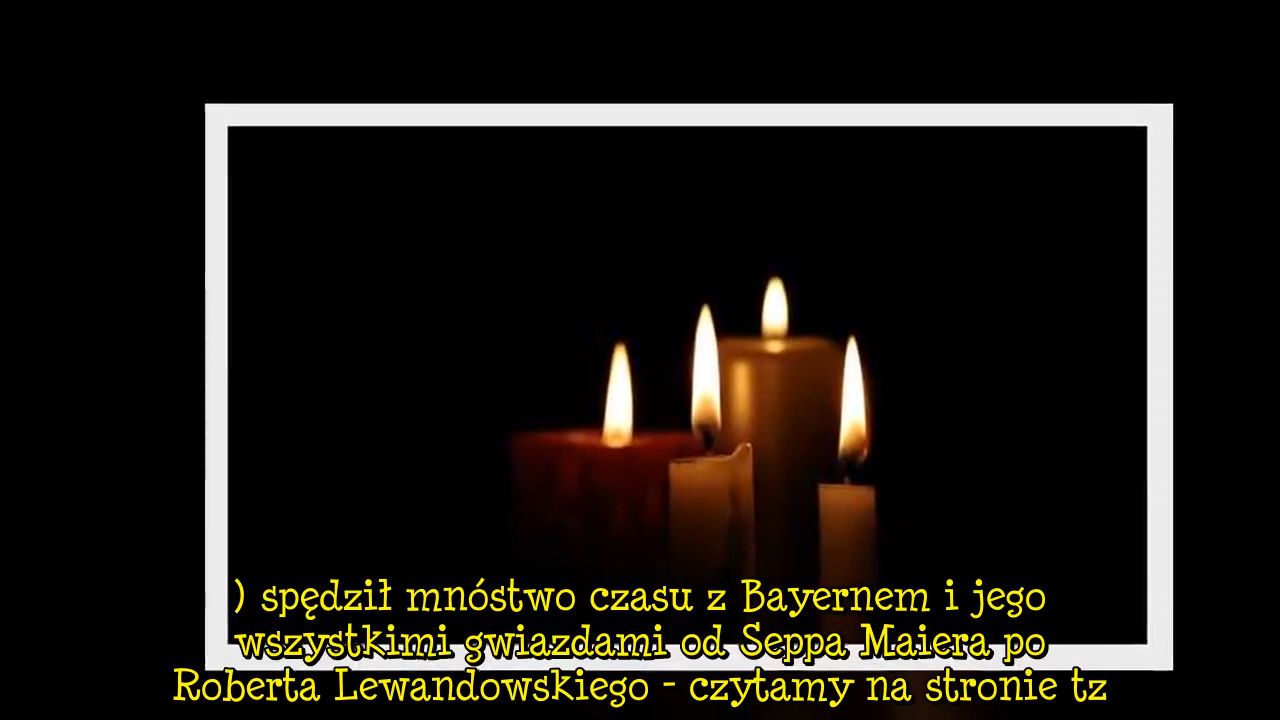 ) spędził mnóstwo czasu z Bayernem i jego
wszystkimi gwiazdami od Seppa Maiera po
Roberta Lewandowskiego - czytamy na stronie tz